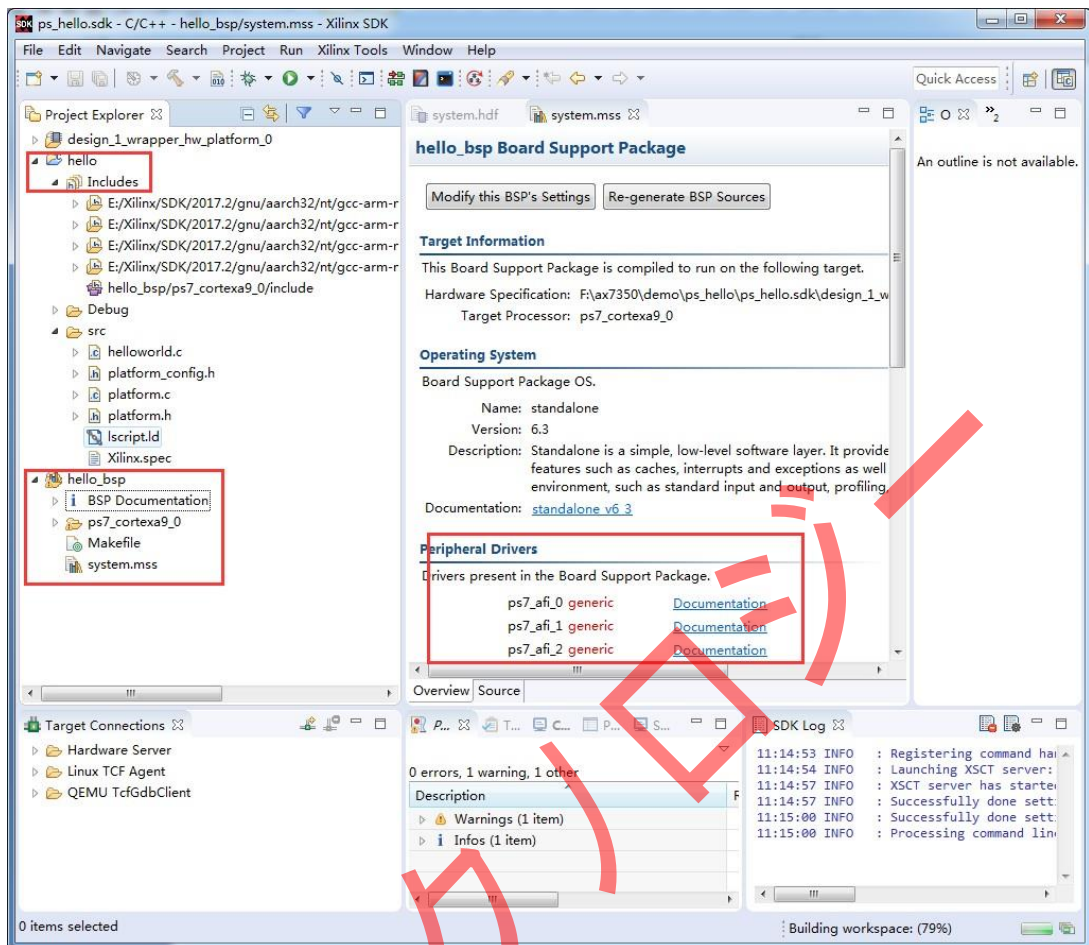 ps_hello.sdk - C/C++ - hello_bsp/system.mss - Xilinx SDK
File Edit Navigate Search Project Run Xilinx Tools Window Help
Quick Access
Project Explorer
design_1_wrapper_hw_platform_0
hello
Includes
E:/Xilinx/SDK/2017.2/gnu/aarch32/nt/gcc-arm-r
E:/Xilinx/SDK/2017.2/gnu/aarch32/nt/gcc-arm-r
E:/Xilinx/SDK/2017.2/gnu/aarch32/nt/gcc-arm-r
E:/Xilinx/SDK/2017.2/gnu/aarch32/nt/gcc-arm-r
hello_bsp/ps7_cortexa9_0/include
Debug
src
helloworld.c
platform_config.h
platform.c
platform.h
lscript.ld
Xilinx.spec
hello_bsp
BSP Documentation
ps7_cortexa9_0
Makefile
system.mss
system.hdf system.mss
hello_bsp Board Support Package
Modify this BSP's Settings Re-generate BSP Sources
Target Information
This Board Support Package is compiled to run on the following target.
Hardware Specification: F:\ax7350\demo\ps_hello\ps_hello.sdk\design_1_w
Target Processor: ps7_cortexa9_0
Operating System
Board Support Package OS.
Name: standalone
Version: 6.3
Description: Standalone is a simple, low-level software layer. It provide
features such as caches, interrupts and exceptions as well
environment, such as standard input and output, profiling,
Documentation: standalone_v6_3
Peripheral Drivers
Drivers present in the Board Support Package.
ps7_afi_0 generic Documentation
ps7_afi_1 generic Documentation
ps7_afi_2 generic Documentation
Overview Source
O
2
An outline is not available.
Target Connections
Hardware Server
Linux TCF Agent
QEMU TcfGdbClient
P... T... C... P... S...
0 errors, 1 warning, 1 other
Description
Warnings (1 item)
Infos (1 item)
SDK Log
11:14:53 INFO : Registering command ha
11:14:54 INFO : Launching XSCT server:
11:14:57 INFO : XSCT server has starte
11:14:57 INFO : Successfully done sett
11:15:00 INFO : Successfully done sett
11:15:00 INFO : Processing command lin
0 items selected
Building workspace: (79%)
ロジー